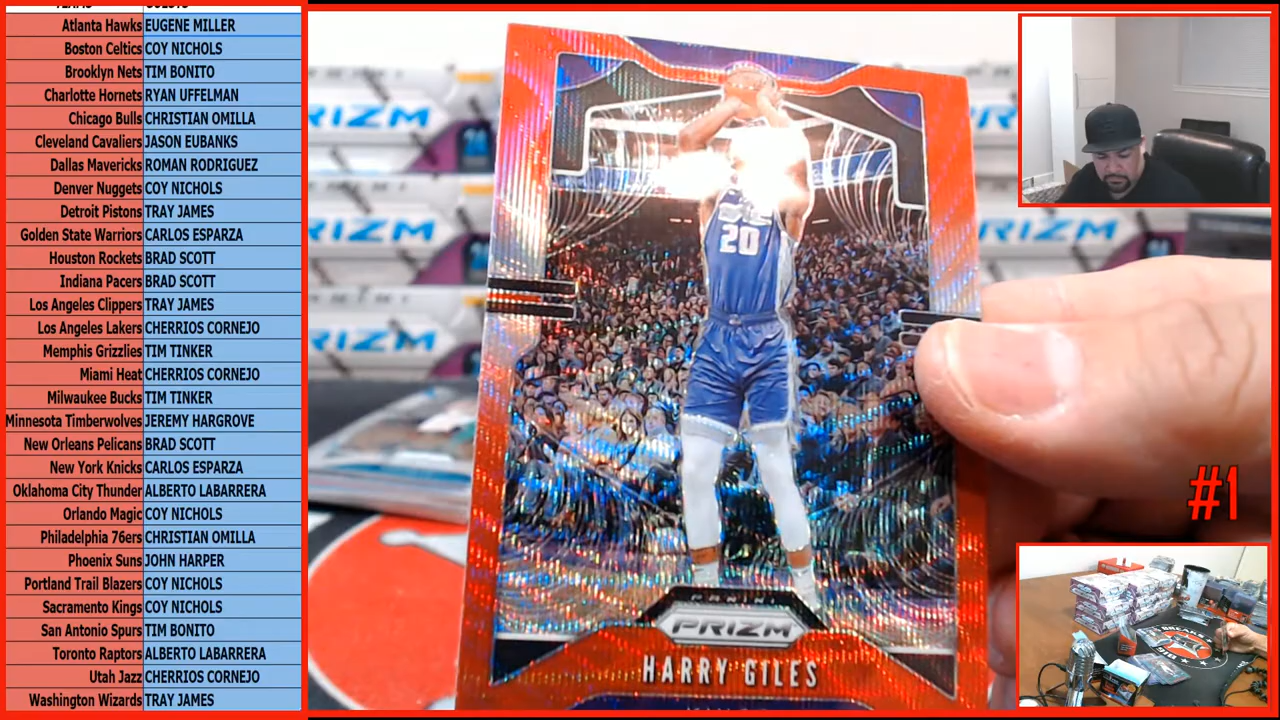 Atlanta Hawks EUGENE MILLER
Boston Celtics COY NICHOLS
Brooklyn Nets TIM BONITO
Charlotte Hornets RYAN UFFELMAN
Chicago Bulls CHRISTIAN OMILLA
Cleveland Cavaliers JASON EUBANKS
Dallas Mavericks ROMAN RODRIGUEZ
Denver Nuggets COY NICHOLS
Detroit Pistons TRAY JAMES
Golden State Warriors CARLOS ESPARZA
Houston Rockets BRAD SCOTT
Indiana Pacers BRAD SCOTT
Los Angeles Clippers TRAY JAMES
Los Angeles Lakers CHERRIOS CORNEJO
Memphis Grizzlies TIM TINKER
Miami Heat CHERRIOS CORNEJO
Milwaukee Bucks TIM TINKER
Minnesota Timberwolves JEREMY HARGROVE
New Orleans Pelicans BRAD SCOTT
New York Knicks CARLOS ESPARZA
Oklahoma City Thunder ALBERTO LABARRERA
Orlando Magic COY NICHOLS
Philadelphia 76ers CHRISTIAN OMILLA
Phoenix Suns JOHN HARPER
Portland Trail Blazers COY NICHOLS
Sacramento Kings COY NICHOLS
San Antonio Spurs TIM BONITO
Toronto Raptors ALBERTO LABARRERA
Utah Jazz CHERRIOS CORNEJO
Washington Wizards TRAY JAMES
PRIZM
20
PANINI
PRIZM
HARRY GILES
#1